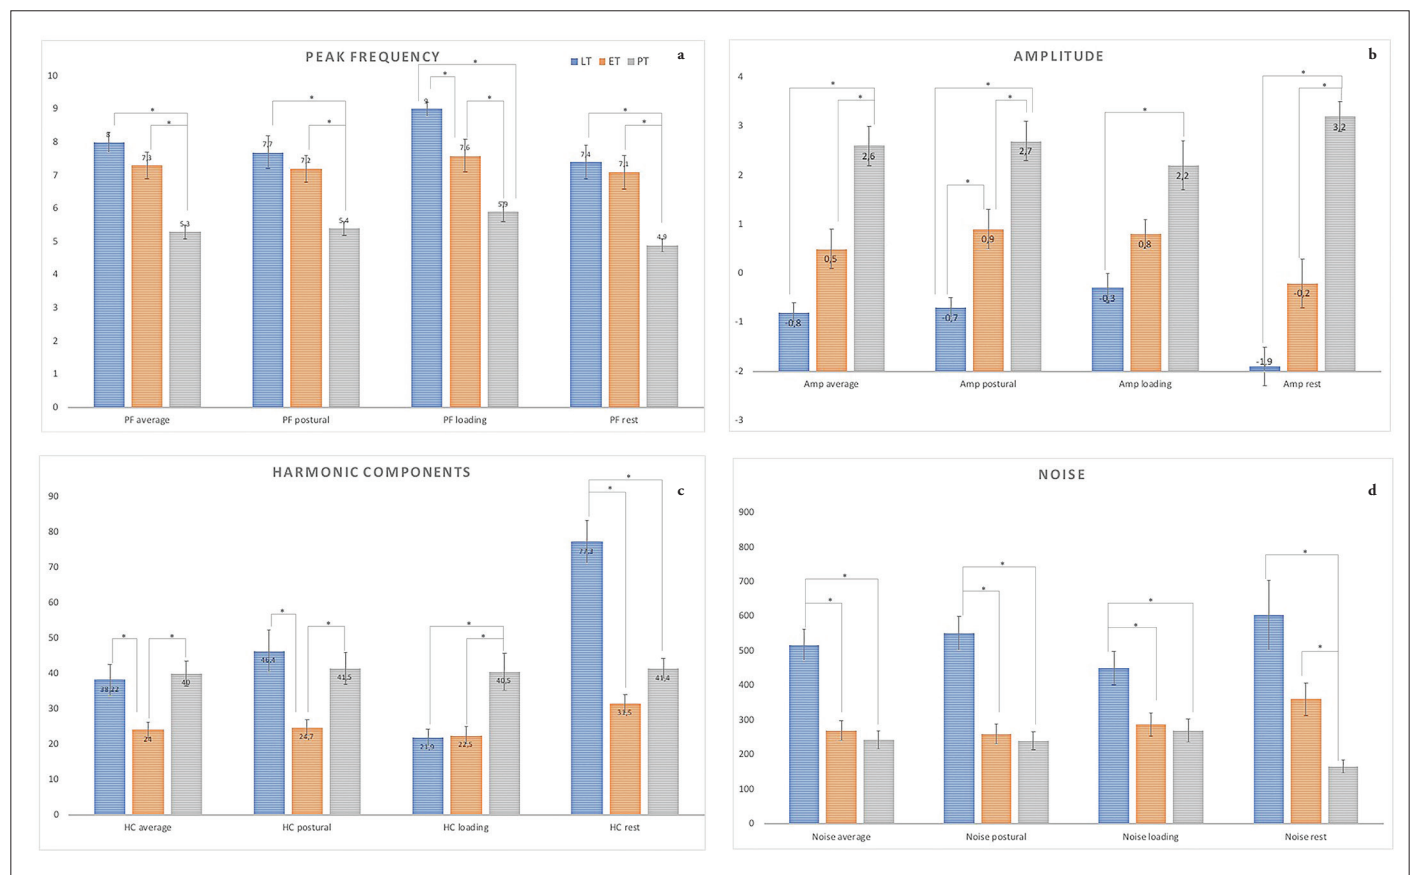 PEAK FREQUENCY
a
LT ET PT
10
9
8
7
6
5
4
3
2
1
0
* * * * * * * * *
8 7,3 5,3
7,7 7,2 5,4
9 7,6 5,9
7,4 7,1 4,9
PF average PF postural PF loading PF rest
AMPLITUDE
b
4
3
2
1
0
-1
-2
-3
* * * * * * * *
-0,8 0,5 2,6
-0,7 0,9 2,7
-0,3 0,8 2,2
-1,9 -0,2 3,2
Amp average Amp postural Amp loading Amp rest
HARMONIC COMPONENTS
c
90
80
70
60
50
40
30
20
10
0
* * * * * * * *
38,22 24 40
46,4 24,7 41,5
21,9 22,5 40,5
77,3 31,5 41,4
HC average HC postural HC loading HC rest
NOISE
d
900
800
700
600
500
400
300
200
100
0
* * * * * * * *
Noise average Noise postural Noise loading Noise rest